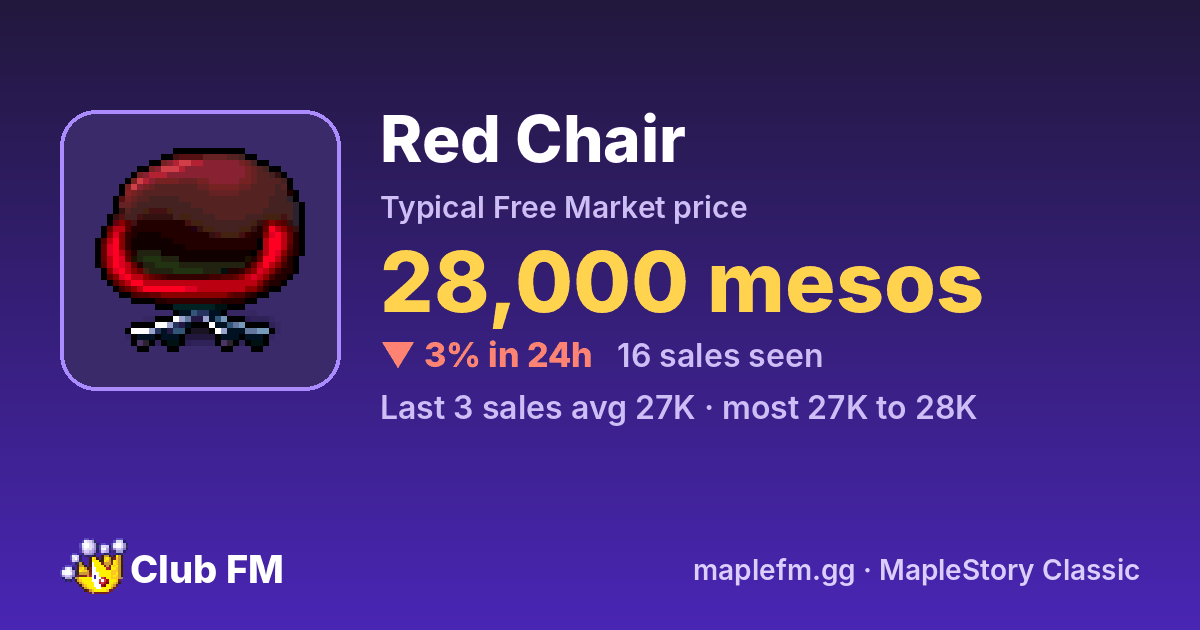 Red Chair
Typical Free Market price
28,000 mesos
▼ 3% in 24h 16 sales seen
Last 3 sales avg 27K · most 27K to 28K
Club FM
maplefm.gg · MapleStory Classic